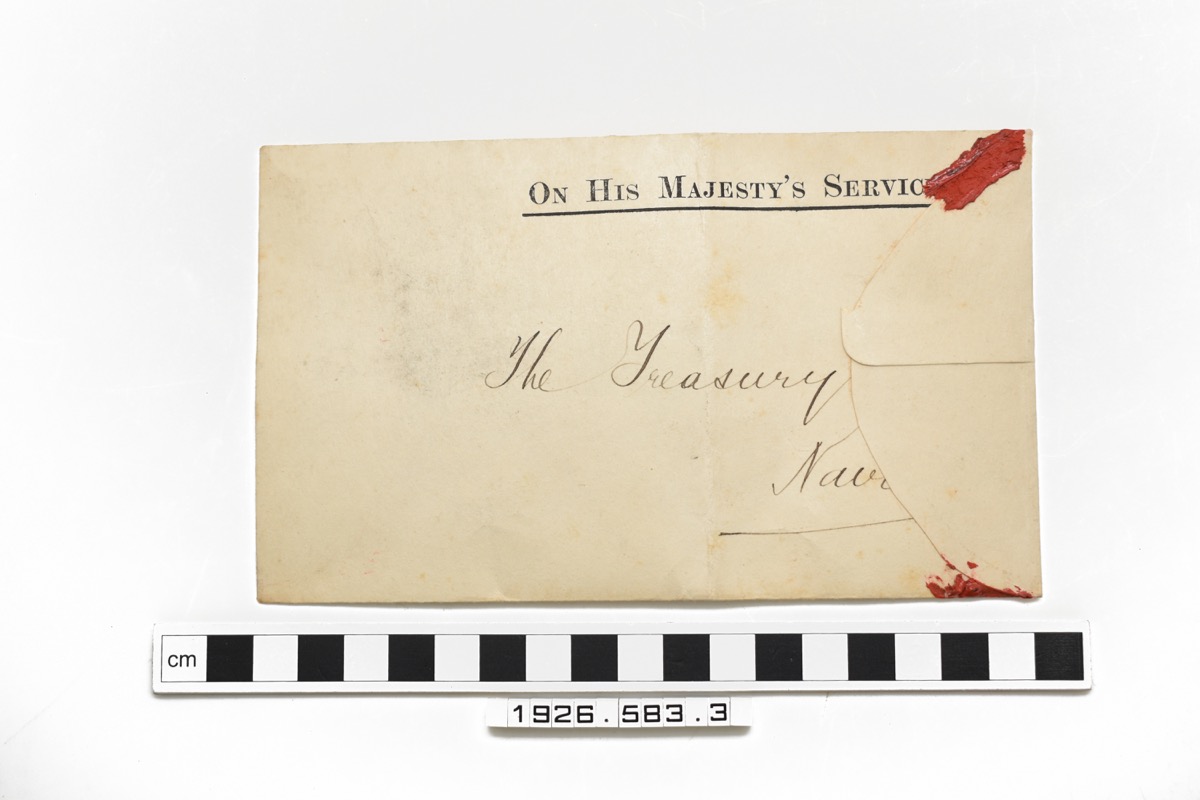 On His Majesty's Servic
The Treasury
Nav
cm
1926.583.3